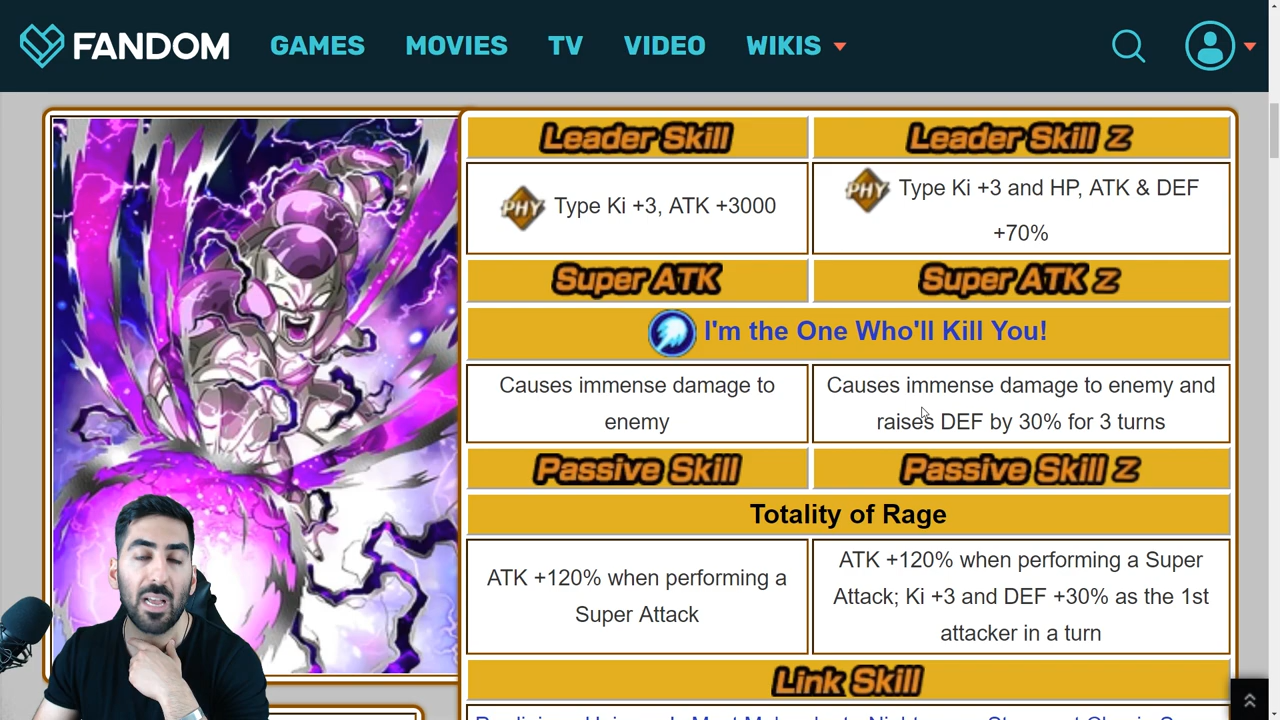 FANDOM GAMES MOVIES TV VIDEO WIKIS
Leader Skill
Leader Skill Z
PHY Type Ki +3, ATK +3000
PHY Type Ki +3 and HP, ATK & DEF
+70%
Super ATK
Super ATK Z
I'm the One Who'll Kill You!
Causes immense damage to
enemy
Causes immense damage to enemy and
raises DEF by 30% for 3 turns
Passive Skill
Passive Skill Z
Totality of Rage
ATK +120% when performing a
Super Attack
ATK +120% when performing a Super
Attack; Ki +3 and DEF +30% as the 1st
attacker in a turn
Link Skill